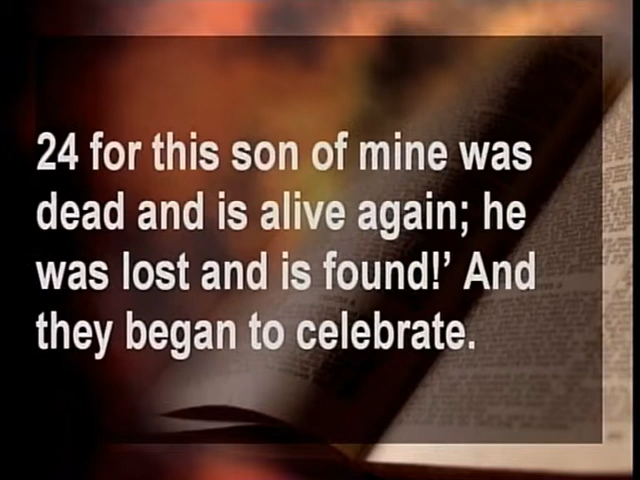 24 for this son of mine was
dead and is alive again; he
was lost and is found!’ And
they began to celebrate.